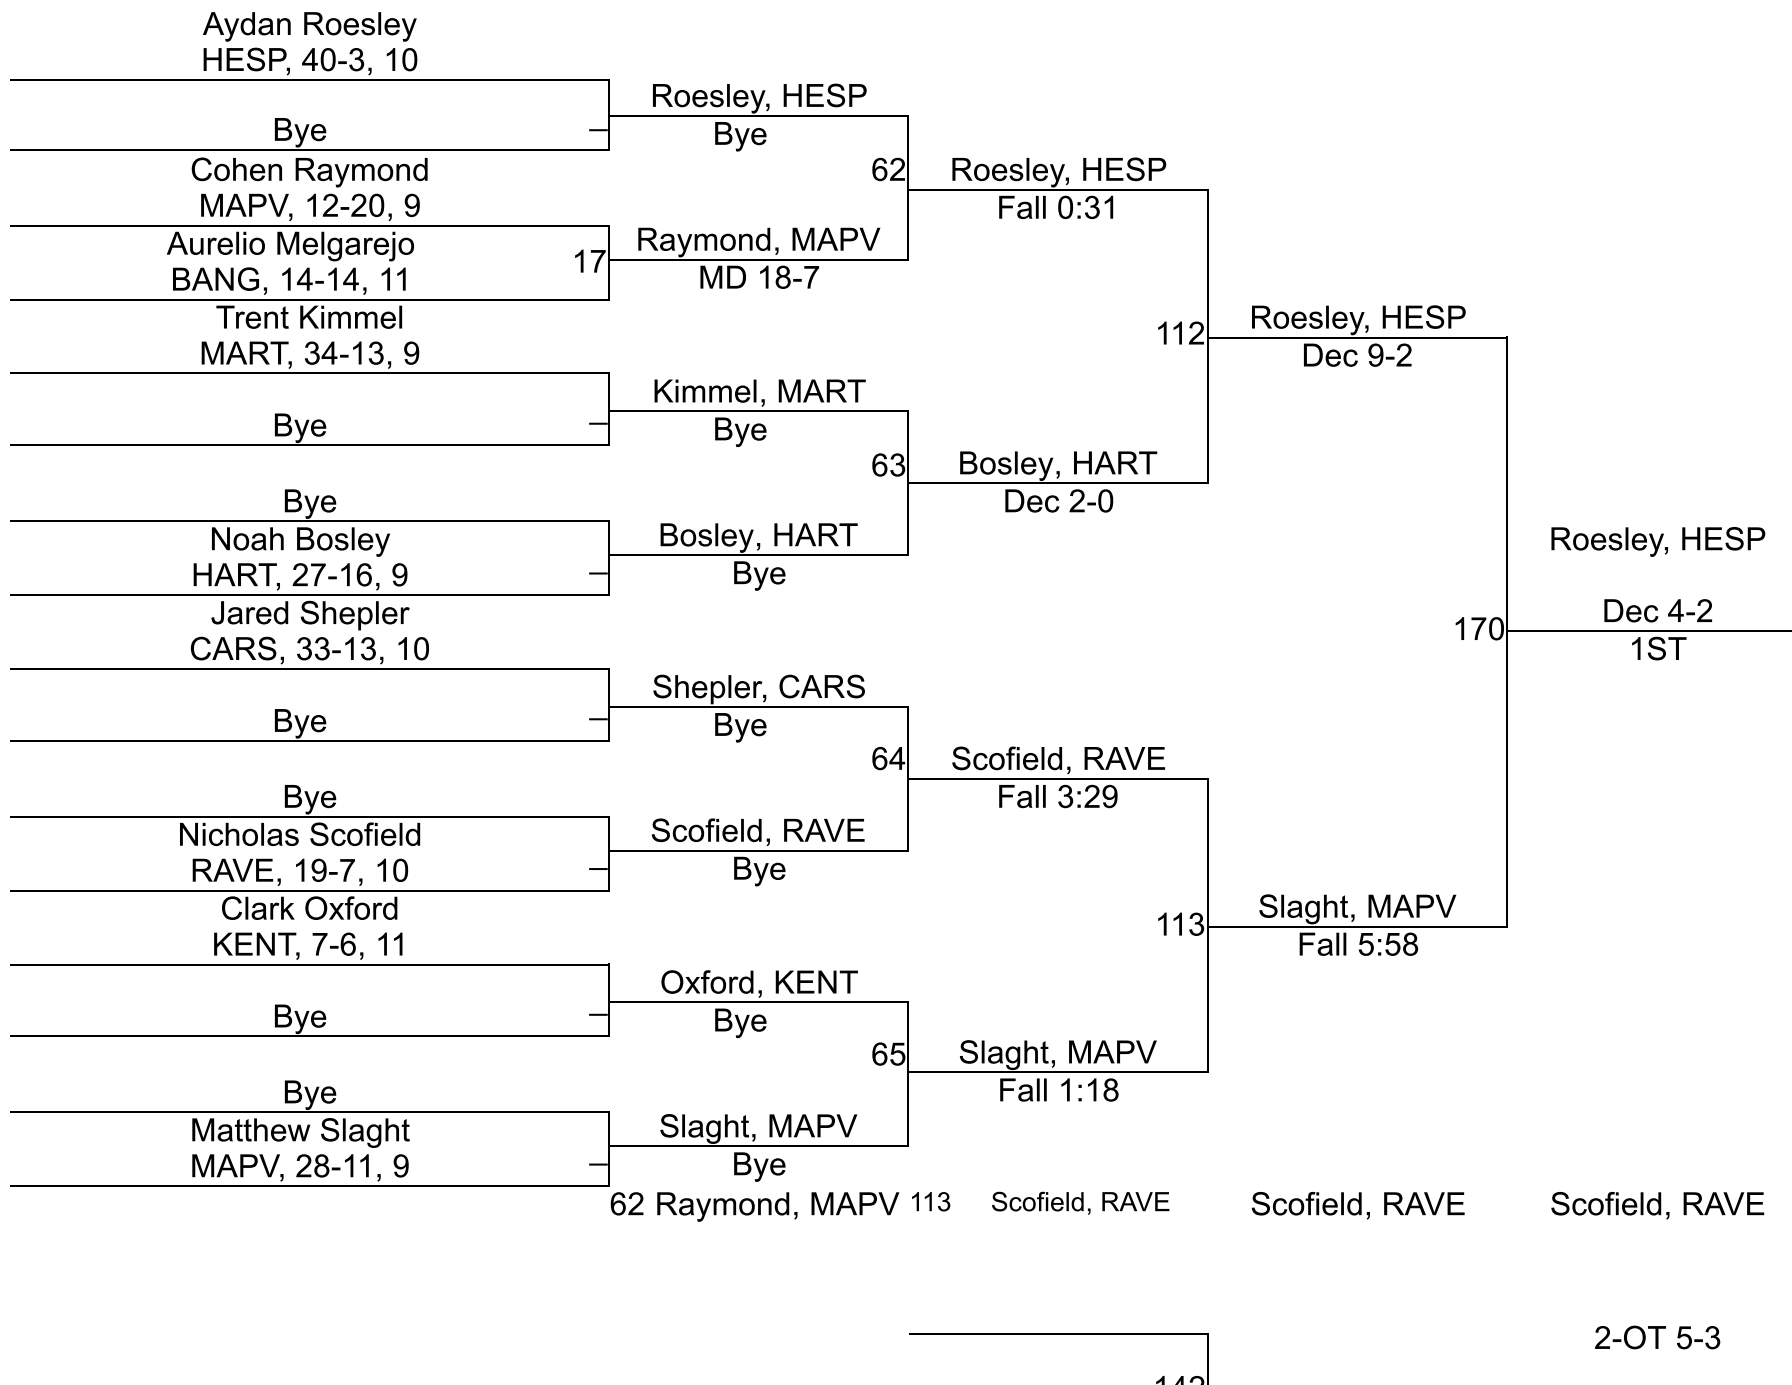 Aydan Roesley
HESP, 40-3, 10
Bye
Cohen Raymond
MAPV, 12-20, 9
Aurelio Melgarejo
BANG, 14-14, 11
17
Trent Kimmel
MART, 34-13, 9
Bye
Bye
Noah Bosley
HART, 27-16, 9
Jared Shepler
CARS, 33-13, 10
Bye
Bye
Nicholas Scofield
RAVE, 19-7, 10
Clark Oxford
KENT, 7-6, 11
Bye
Bye
Matthew Slaght
MAPV, 28-11, 9
Roesley, HESP
Bye
62
Raymond, MAPV
MD 18-7
Kimmel, MART
Bye
63
Bosley, HART
Bye
Shepler, CARS
Bye
64
Scofield, RAVE
Bye
Oxford, KENT
Bye
65
Slaght, MAPV
Bye
Roesley, HESP
Fall 0:31
112
Bosley, HART
Dec 2-0
Scofield, RAVE
Fall 3:29
113
Slaght, MAPV
Fall 1:18
Roesley, HESP
Dec 9-2
170
Slaght, MAPV
Fall 5:58
Roesley, HESP
Dec 4-2
1ST
62 Raymond, MAPV 113 Scofield, RAVE Scofield, RAVE Scofield, RAVE
2-OT 5-3
142